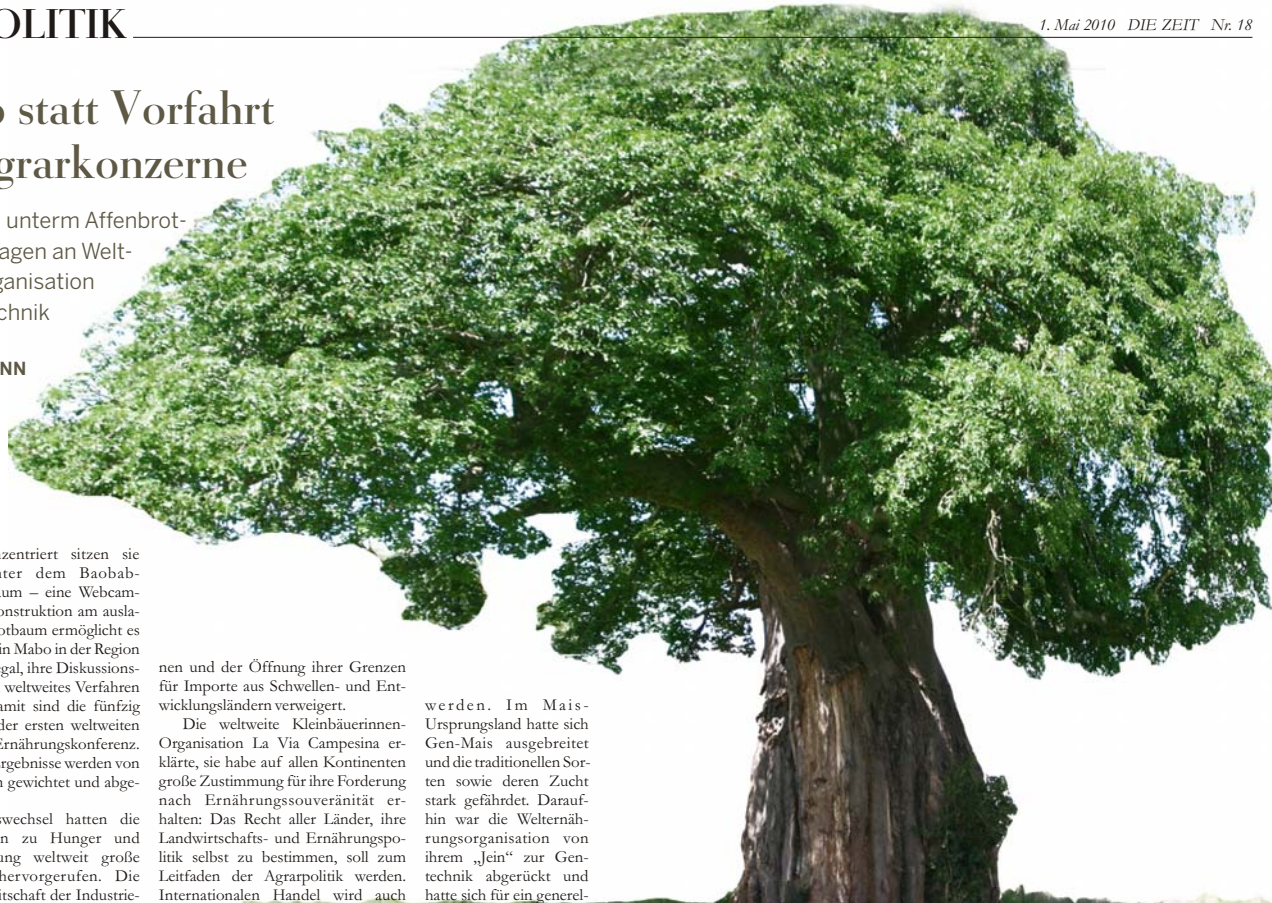 OLITIK
1. Mai 2010 DIE ZEIT Nr. 18
statt Vorfahrt
grarkonzerne
unterm Affenbrot-
agen an Welt-
ganisation
chnik
NN
zentriert sitzen sie
ter dem Baobab-
um – eine Webcam-
onstruktion am ausla-
otbaum ermöglicht es
in Mabo in der Region
egal, ihre Diskussions-
weltweites Verfahren
amit sind die fünfzig
der ersten weltweiten
Ernährungskonferenz.
rgebnisse werden von
n gewichtet und abge-
swechsel hatten die
n zu Hunger und
ung weltweit große
hervorgerufen. Die
tschaft der Industrie-
nen und der Öffnung ihrer Grenzen
für Importe aus Schwellen- und Ent-
wicklungsländern verweigert.
Die weltweite Kleinbäuerinnen-
Organisation La Via Campesina er-
klärte, sie habe auf allen Kontinenten
große Zustimmung für ihre Forderung
nach Ernährungssouveränität er-
halten: Das Recht aller Länder, ihre
Landwirtschafts- und Ernährungspo-
litik selbst zu bestimmen, soll zum
Leitfaden der Agrarpolitik werden.
Internationalen Handel wird auch
werden. Im Mais-
Ursprungsland hatte sich
Gen-Mais ausgebreitet
und die traditionellen Sor-
ten sowie deren Zucht
stark gefährdet. Darauf-
hin war die Welternäh-
rungsorganisation von
ihrem „Jein“ zur Gen-
technik abgerückt und
hatte sich für ein generel-